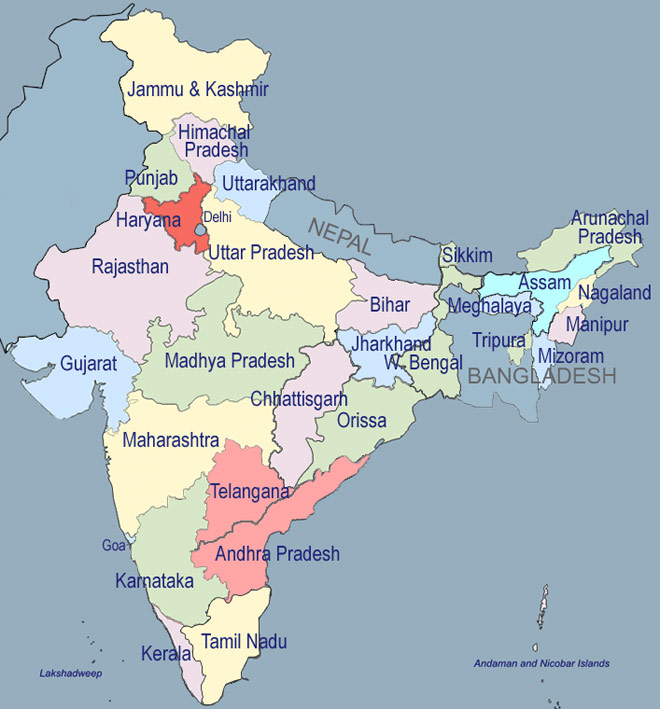 Jammu & Kashmir
Himachal
Pradesh
Punjab
Uttarakhand
Haryana
Delhi
Arunachal
Pradesh
NEPAL
Uttar Pradesh
Sikkim
Rajasthan
Assam
Nagaland
Bihar
Meghalaya
Manipur
Jharkhand
Tripura
Mizoram
Gujarat
Madhya Pradesh
W. Bengal
BANGLADESH
Chhattisgarh
Orissa
Maharashtra
Telangana
Goa
Andhra Pradesh
Karnataka
Tamil Nadu
Kerala
Andaman and Nicobar Islands
Lakshadweep